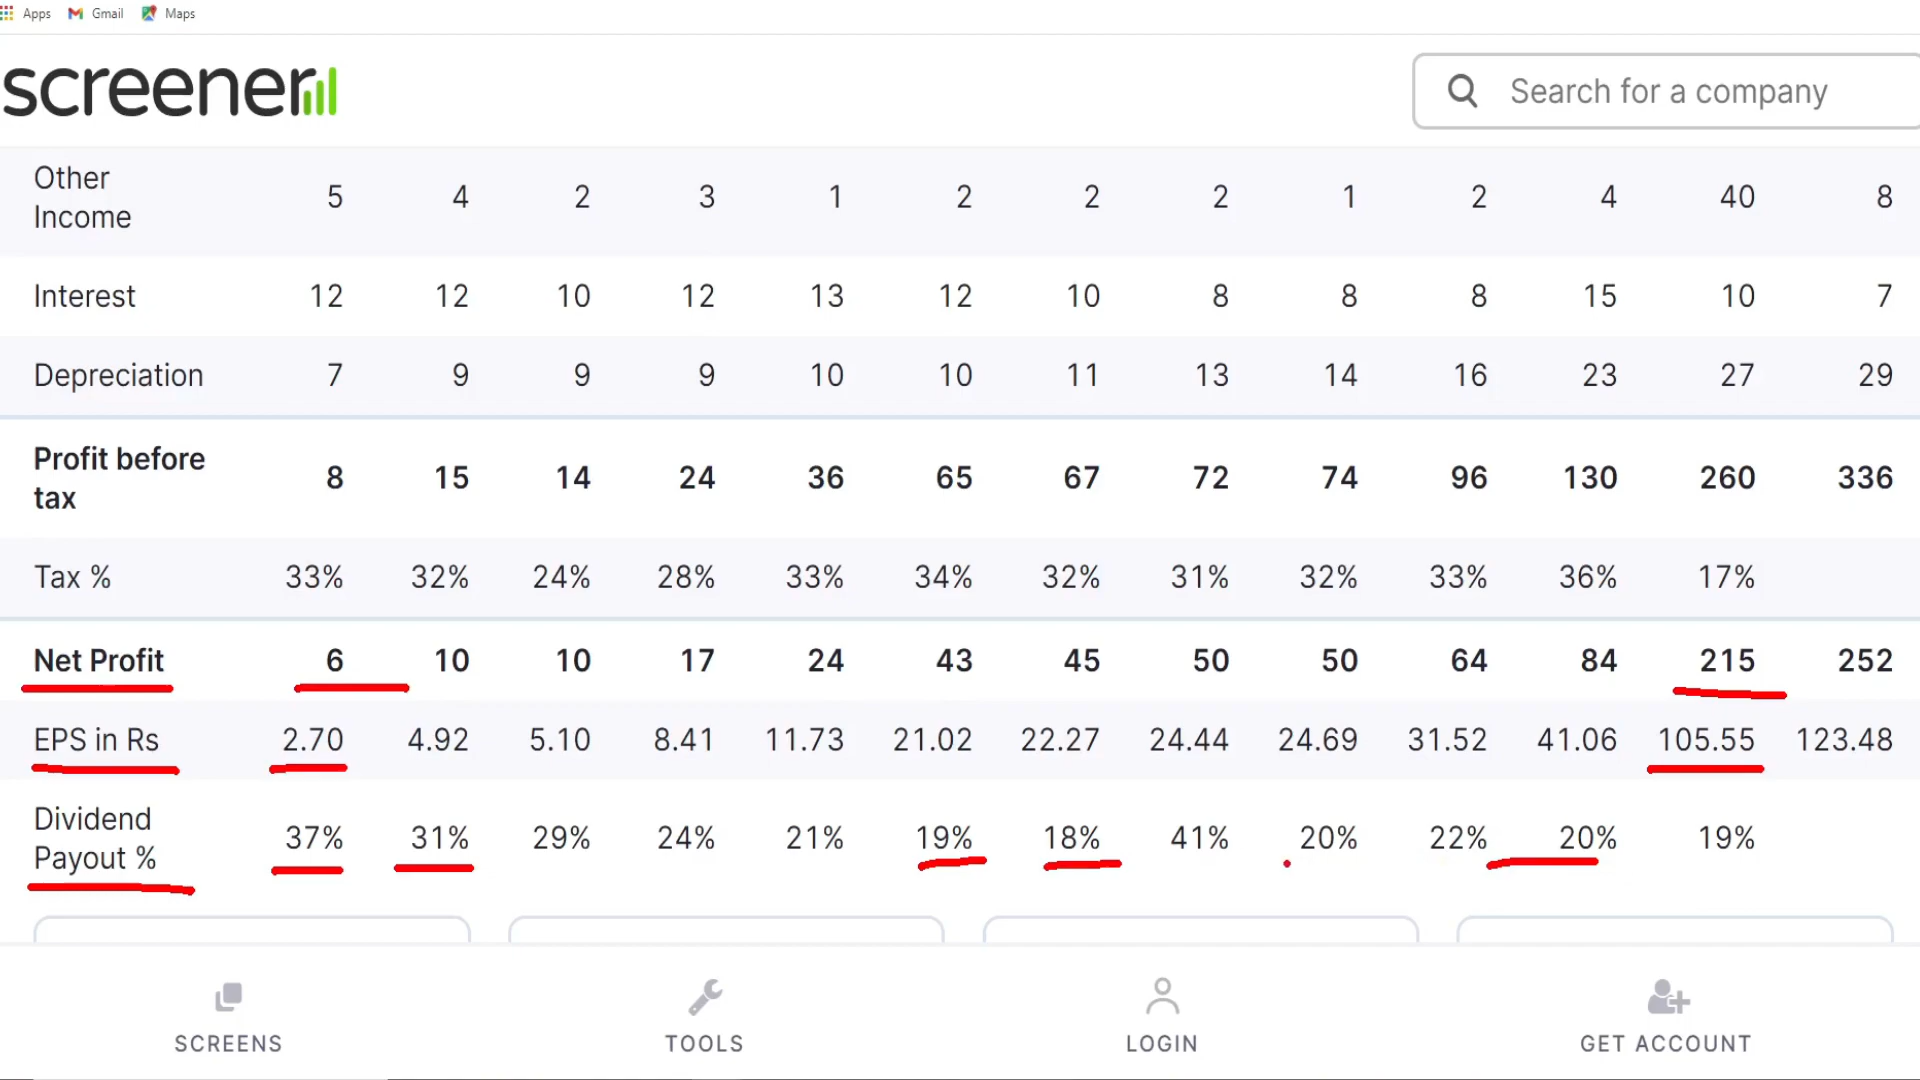 Apps Gmail Maps
screener
Search for a company
Other Income 5 4 2 3 1 2 2 2 1 2 4 40 8
Interest 12 12 10 12 13 12 10 8 8 8 15 10 7
Depreciation 7 9 9 9 10 10 11 13 14 16 23 27 29
Profit before tax 8 15 14 24 36 65 67 72 74 96 130 260 336
Tax % 33% 32% 24% 28% 33% 34% 32% 31% 32% 33% 36% 17%
Net Profit 6 10 10 17 24 43 45 50 50 64 84 215 252
EPS in Rs 2.70 4.92 5.10 8.41 11.73 21.02 22.27 24.44 24.69 31.52 41.06 105.55 123.48
Dividend Payout % 37% 31% 29% 24% 21% 19% 18% 41% 20% 22% 20% 19%
SCREENS TOOLS LOGIN GET ACCOUNT